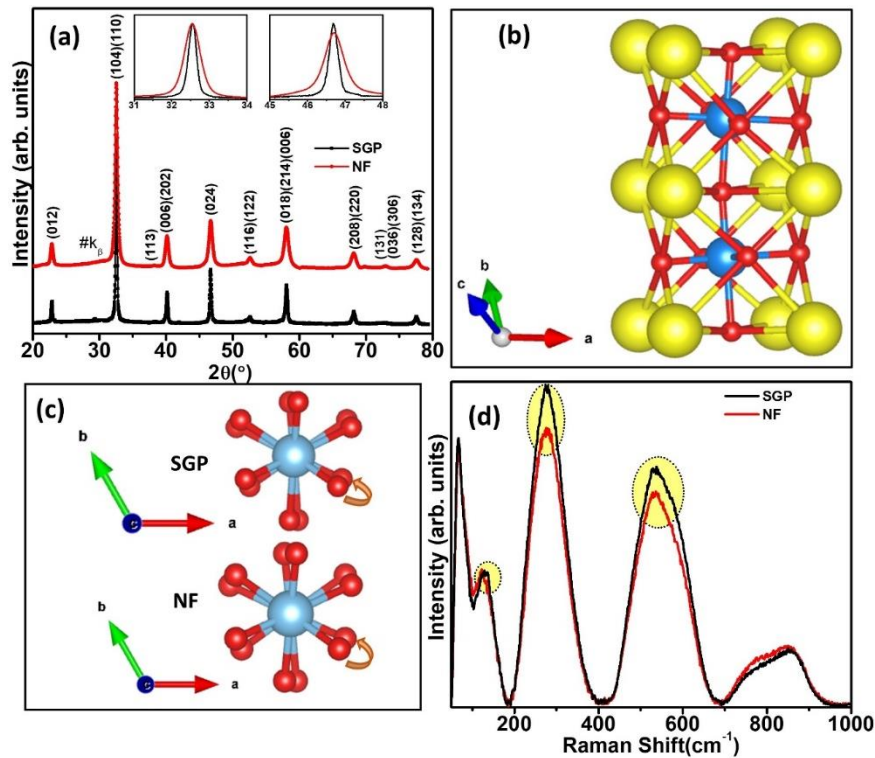 (a)
(104)(110)
31 32 33 34
45 46 47 48
SGP
NF
(012)
#kβ
(113)
(006)(202)
(024)
(116)(122)
(018)(214)(006)
(208)(220)
(131)
(036)(306)
(128)(134)
Intensity (arb. units)
20 30 40 50 60 70 80
2θ(°)
(b)
b
c
a
(c)
b
SGP
c
a
b
NF
c
a
(d)
SGP
NF
Intensity (arb. units)
200 400 600 800 1000
Raman Shift(cm⁻¹)